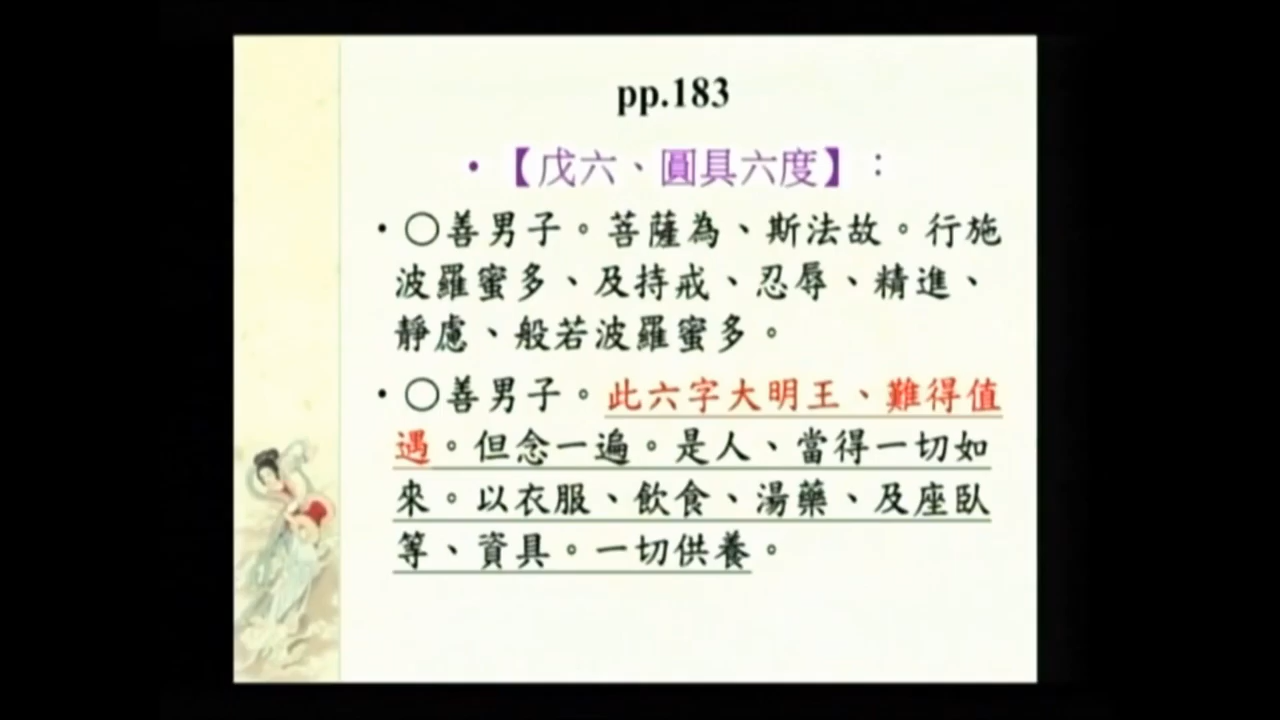 pp.183
•【戊六、圓具六度】：
•○善男子。菩薩為、斯法故。行施
波羅蜜多、及持戒、忍辱、精進、
靜慮、般若波羅蜜多。
•○善男子。此六字大明王、難得值
遇。但念一遍。是人、當得一切如
來。以衣服、飲食、湯藥、及座臥
等、資具。一切供養。